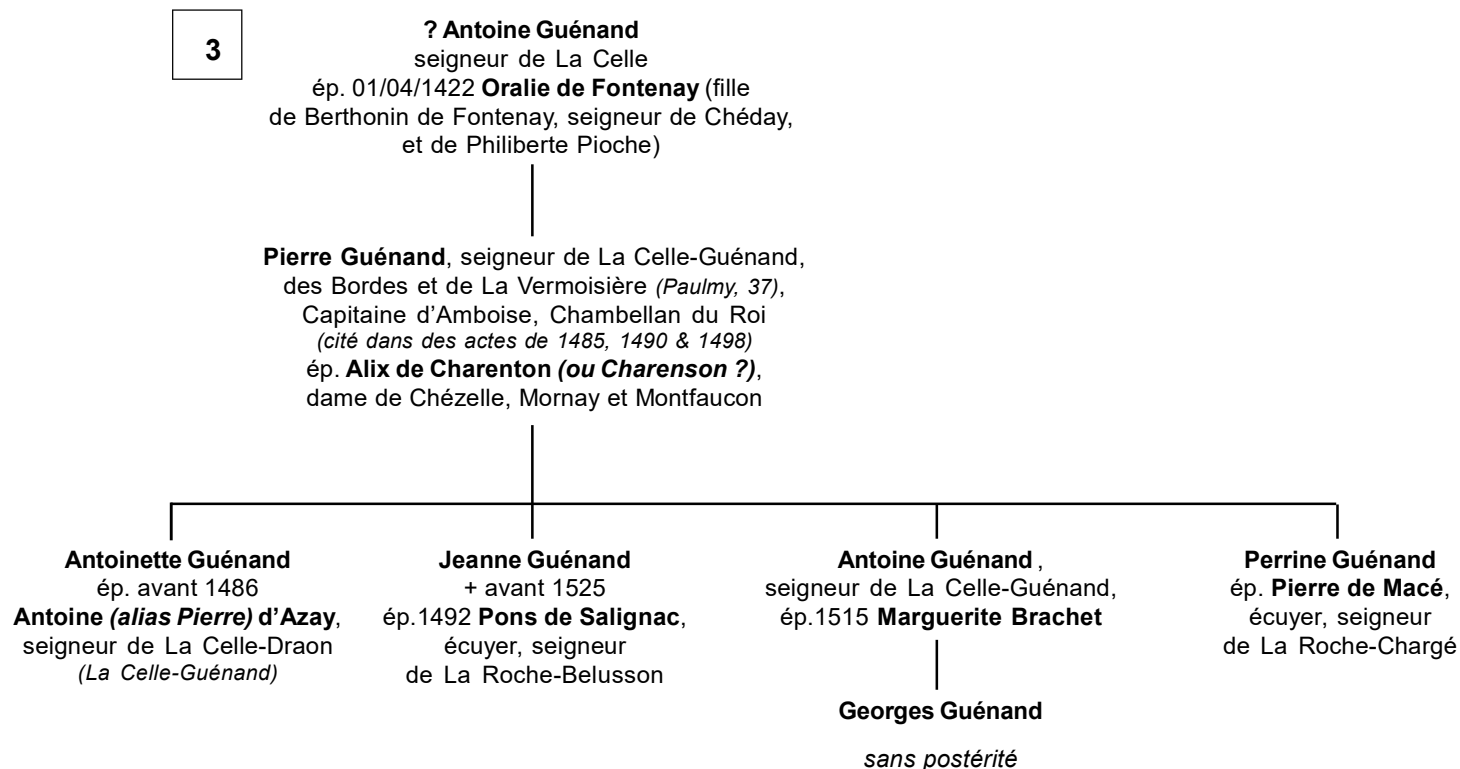 3
? Antoine Guénand
seigneur de La Celle
ép. 01/04/1422 Oralie de Fontenay (fille
de Berthonin de Fontenay, seigneur de Chéday,
et de Philiberte Pioche)
Pierre Guénand, seigneur de La Celle-Guénand,
des Bordes et de La Vermoisière (Paulmy, 37),
Capitaine d'Amboise, Chambellan du Roi
(cité dans des actes de 1485, 1490 & 1498)
ép. Alix de Charenton (ou Charenson ?),
dame de Chézelle, Mornay et Montfaucon
Antoinette Guénand
ép. avant 1486
Antoine (alias Pierre) d'Azay,
seigneur de La Celle-Draon
(La Celle-Guénand)
Jeanne Guénand
+ avant 1525
ép.1492 Pons de Salignac,
écuyer, seigneur
de La Roche-Belusson
Antoine Guénand ,
seigneur de La Celle-Guénand,
ép.1515 Marguerite Brachet
Georges Guénand
sans postérité
Perrine Guénand
ép. Pierre de Macé,
écuyer, seigneur
de La Roche-Chargé